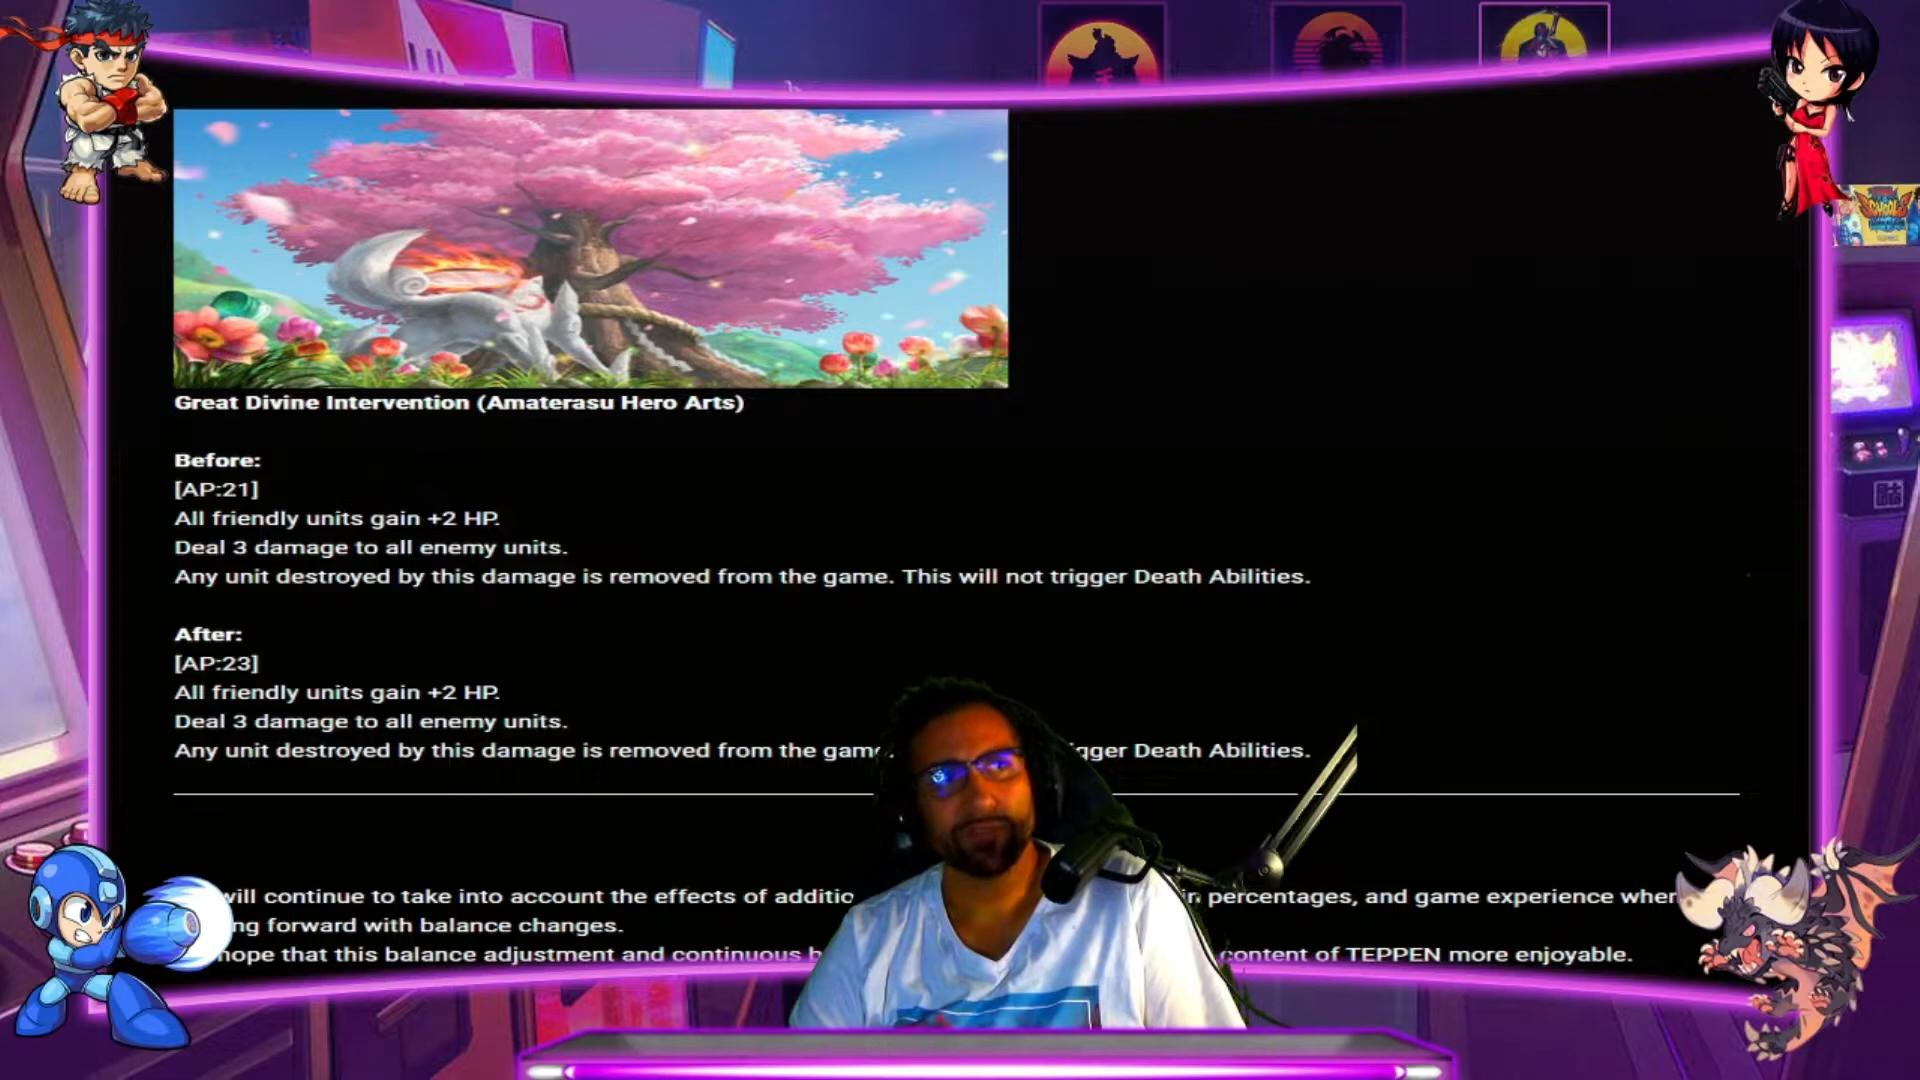 Great Divine Intervention (Amaterasu Hero Arts)
Before:
[AP:21]
All friendly units gain +2 HP.
Deal 3 damage to all enemy units.
Any unit destroyed by this damage is removed from the game. This will not trigger Death Abilities.
After:
[AP:23]
All friendly units gain +2 HP.
Deal 3 damage to all enemy units.
Any unit destroyed by this damage is removed from the Death Abilities.
will continue to take into account the effects of percentages, and game experience when
forward with balance changes.
hope that this balance adjustment and continuous content of TEPPEN more enjoyable.